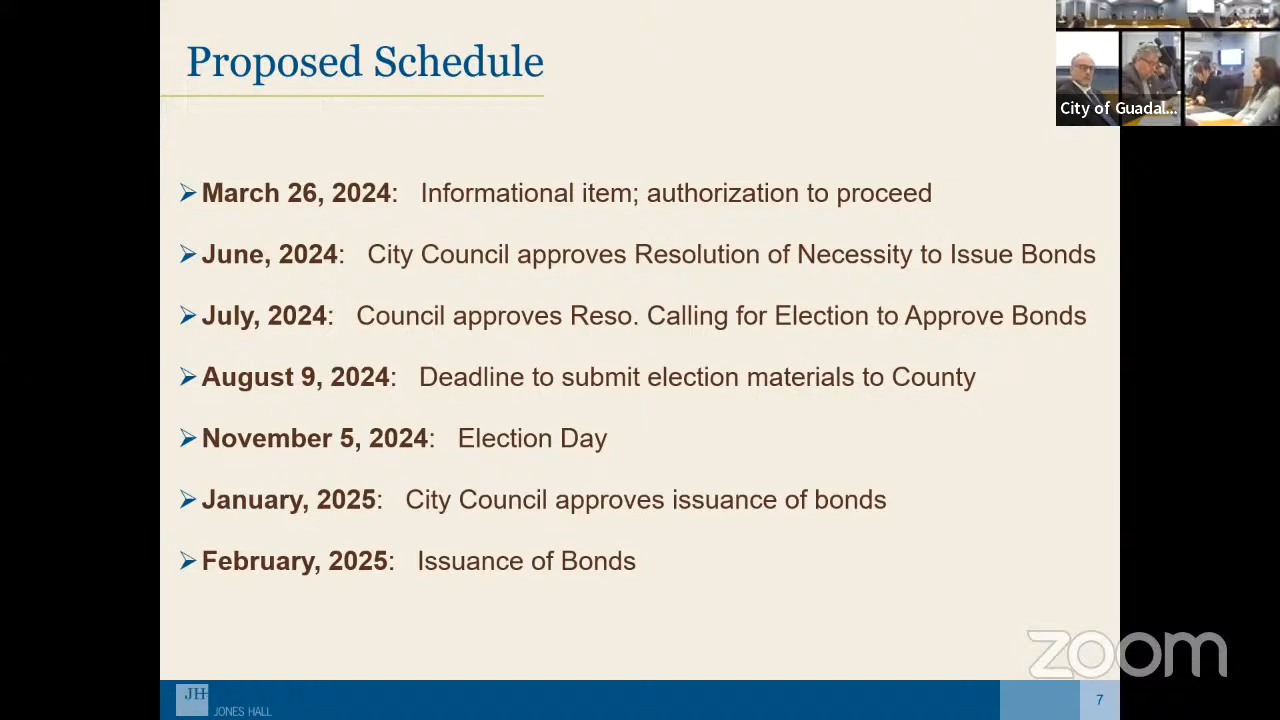 Proposed Schedule
City of Guadal...
➢ March 26, 2024: Informational item; authorization to proceed
➢ June, 2024: City Council approves Resolution of Necessity to Issue Bonds
➢ July, 2024: Council approves Reso. Calling for Election to Approve Bonds
➢ August 9, 2024: Deadline to submit election materials to County
➢ November 5, 2024: Election Day
➢ January, 2025: City Council approves issuance of bonds
➢ February, 2025: Issuance of Bonds
zoom
JH
JONES HALL
7